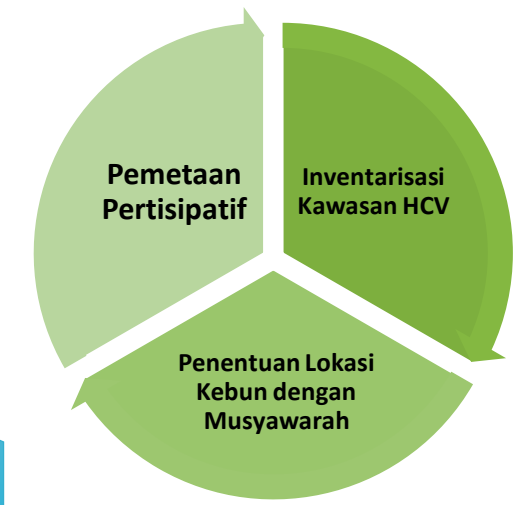 Pemetaan
Pertisipatif
Inventarisasi
Kawasan HCV
Penentuan Lokasi
Kebun dengan
Musyawarah